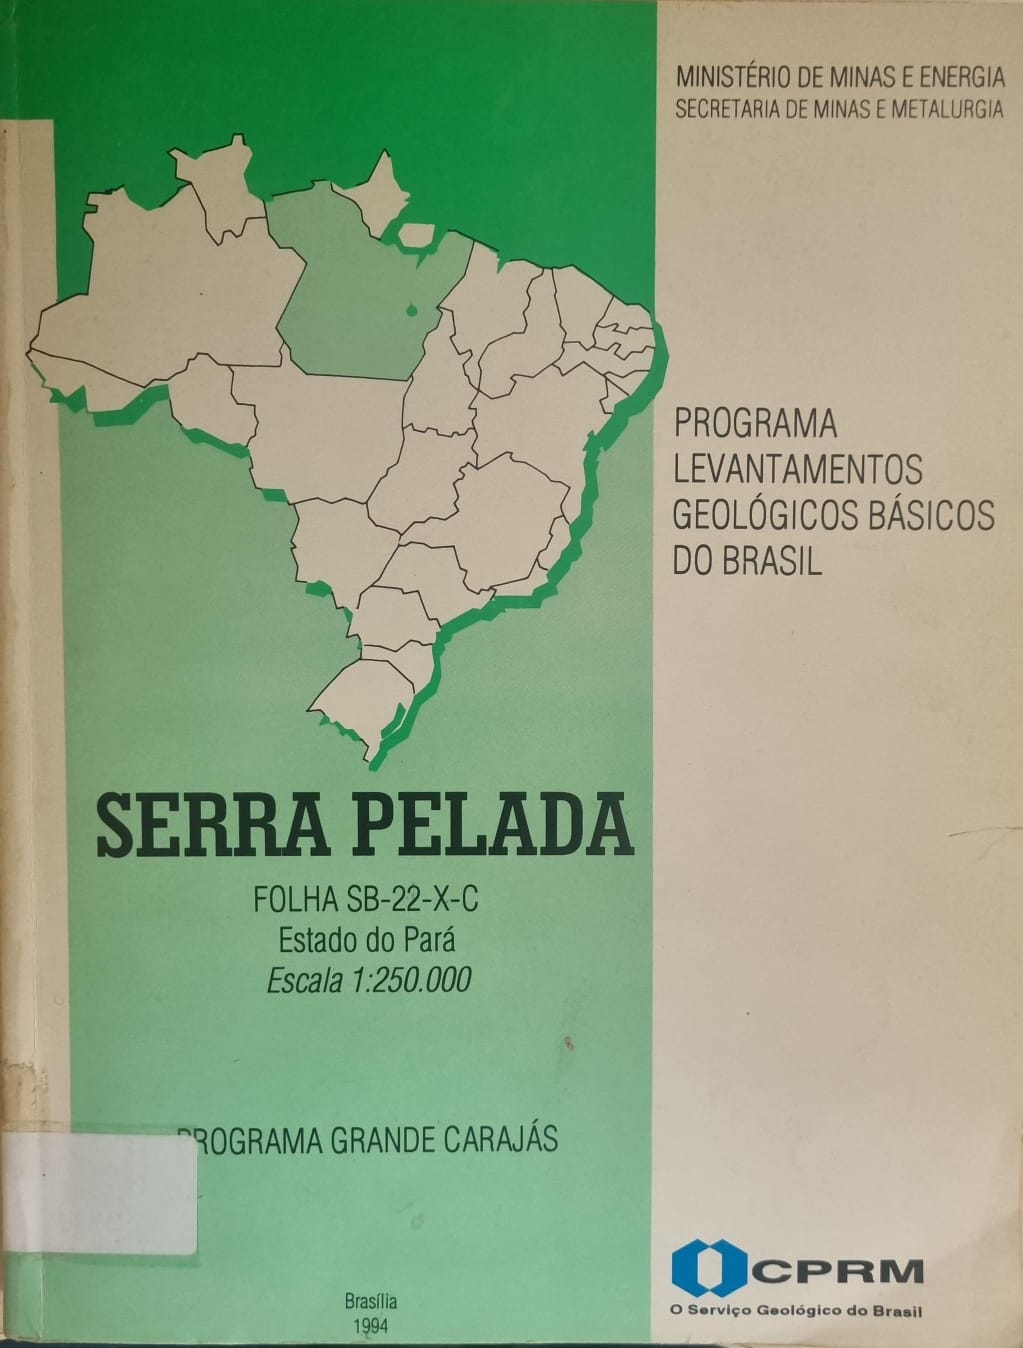 MINISTÉRIO DE MINAS E ENERGIA
SECRETARIA DE MINAS E METALURGIA
PROGRAMA
LEVANTAMENTOS
GEOLÓGICOS BÁSICOS
DO BRASIL
SERRA PELADA
FOLHA SB-22-X-C
Estado do Pará
Escala 1:250.000
PROGRAMA GRANDE CARAJÁS
CPRM
O Serviço Geológico do Brasil
Brasília
1994